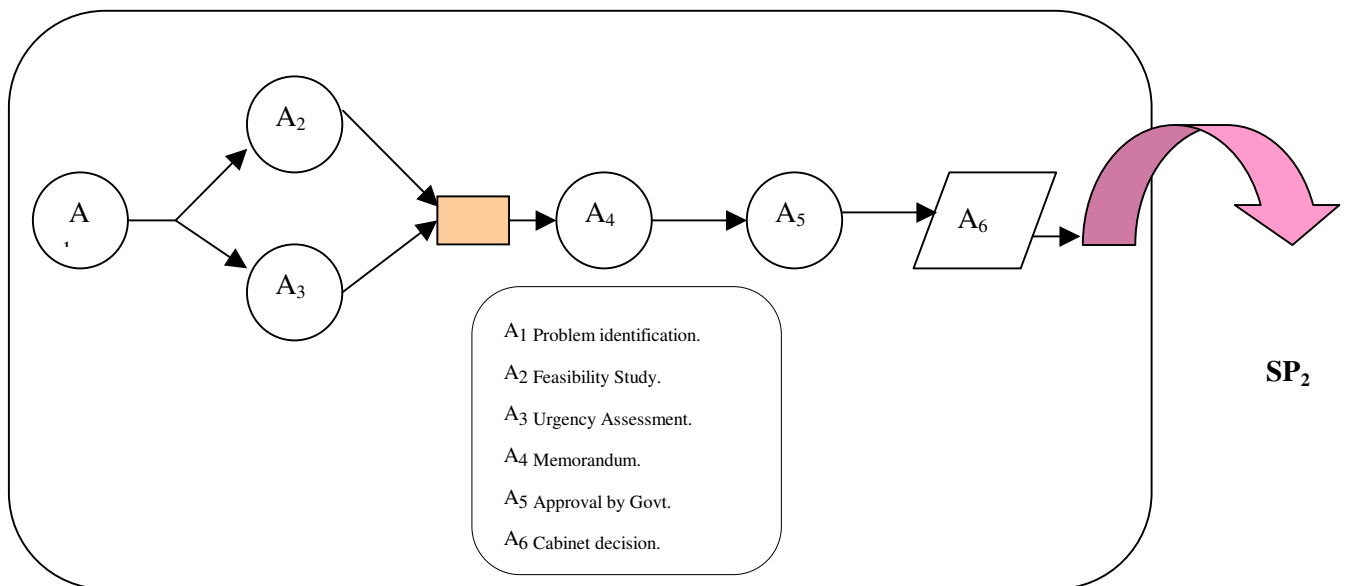 A₂
A₁
A₄
A₅
A₆
A₃
A₁ Problem identification.
A₂ Feasibility Study.
A₃ Urgency Assessment.
A₄ Memorandum.
A₅ Approval by Govt.
A₆ Cabinet decision.
SP₂